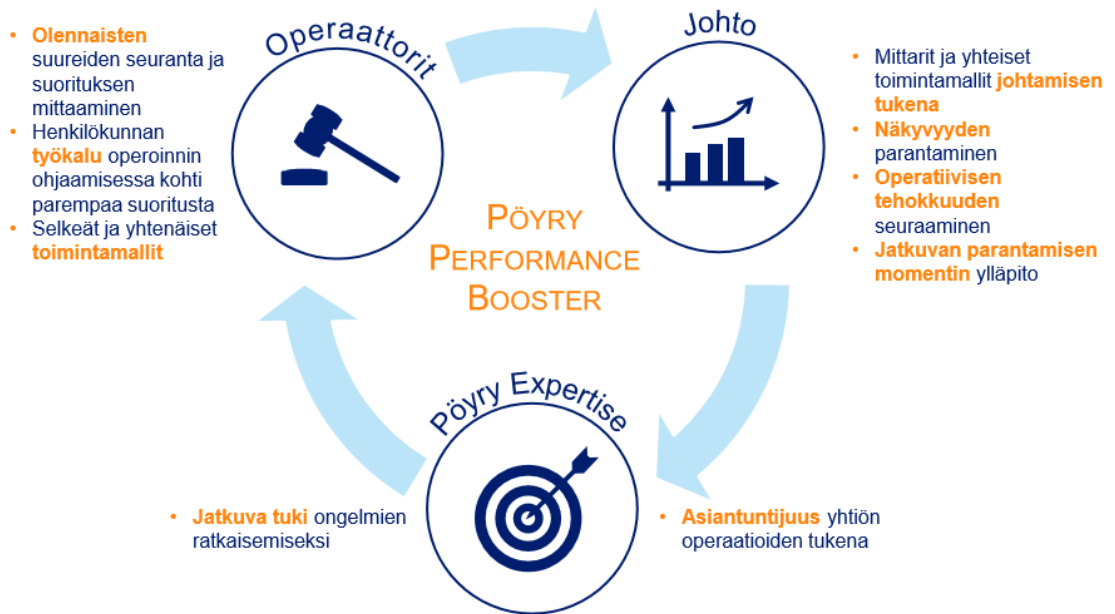 Operaattorit
• Olennaisten
suureiden seuranta ja
suorituksen
mittaaminen
• Henkilökunnan
työkalu operoinnin
ohjaamisessa kohti
parempaa suoritusta
• Selkeät ja yhtenäiset
toimintamallit
Johto
• Mittarit ja yhteiset
toimintamallit johtamisen
tukena
• Näkyvyyden
parantaminen
• Operatiivisen
tehokkuuden
seuraaminen
• Jatkuvan parantamisen
momentin ylläpito
PÖYRY
PERFORMANCE
BOOSTER
Pöyry Expertise
• Jatkuva tuki ongelmien
ratkaisemiseksi
• Asiantuntijuus yhtiön
operaatioiden tukena